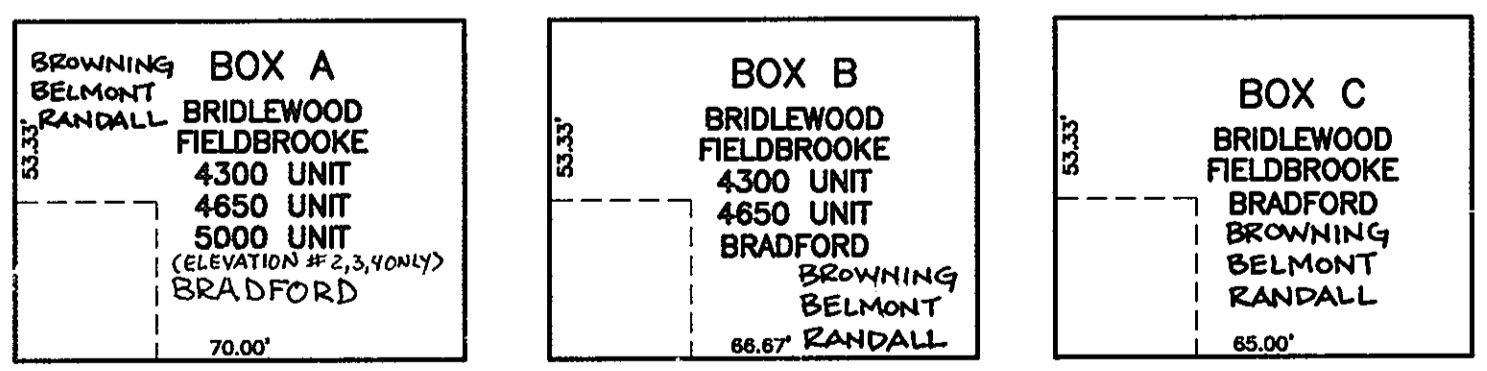 BROWNING
BELMONT
RANDALL
BOX A
BRIDLEWOOD
FIELDBROOKE
4300 UNIT
4650 UNIT
5000 UNIT
(ELEVATION # 2,3,4 ONLY)
BRADFORD
53.33'
70.00'
BOX B
BRIDLEWOOD
FIELDBROOKE
4300 UNIT
4650 UNIT
BRADFORD
BROWNING
BELMONT
RANDALL
53.33'
66.67'
BOX C
BRIDLEWOOD
FIELDBROOKE
BRADFORD
BROWNING
BELMONT
RANDALL
53.33'
65.00'